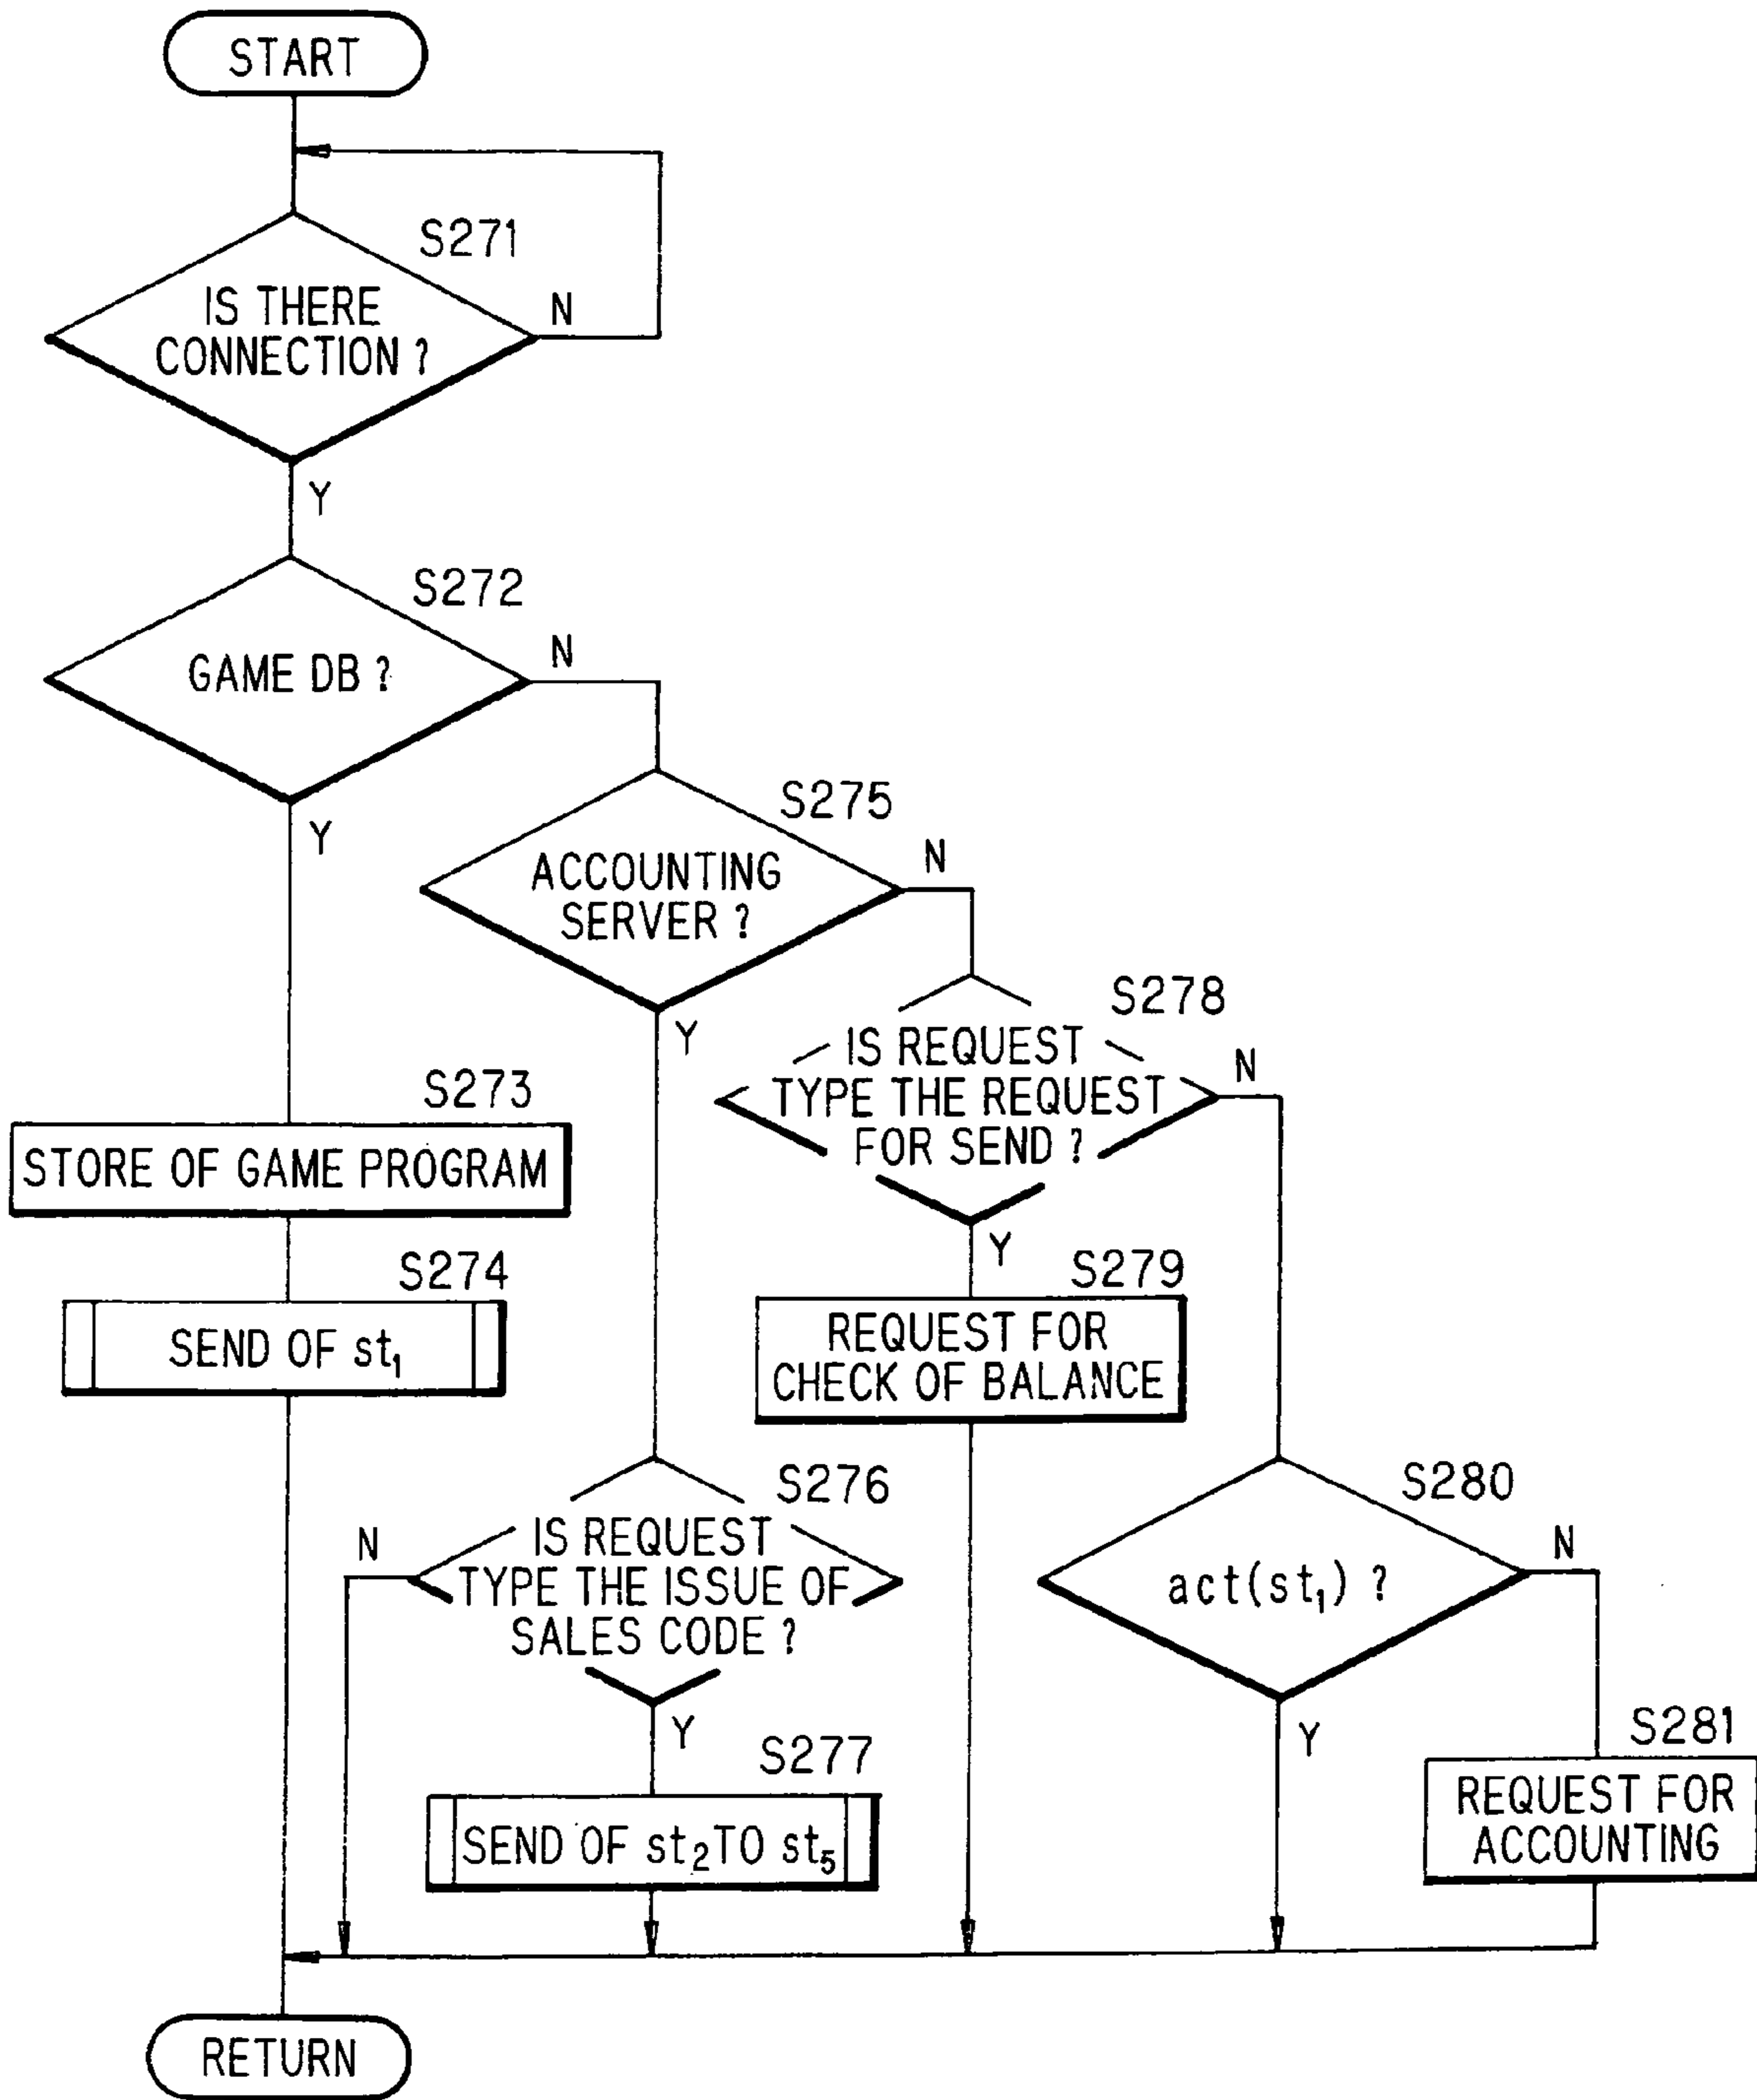 START
S271
IS THERE
CONNECTION ?
N
Y
S272
GAME DB ?
N
Y
S275
ACCOUNTING
SERVER ?
N
Y
S278
IS REQUEST
TYPE THE REQUEST
FOR SEND ?
N
Y
S273
STORE OF GAME PROGRAM
S274
SEND OF st₁
S279
REQUEST FOR
CHECK OF BALANCE
S276
IS REQUEST
TYPE THE ISSUE OF
SALES CODE ?
N
Y
S280
act(st₁) ?
N
Y
S277
SEND OF st₂ TO st₅
S281
REQUEST FOR
ACCOUNTING
RETURN